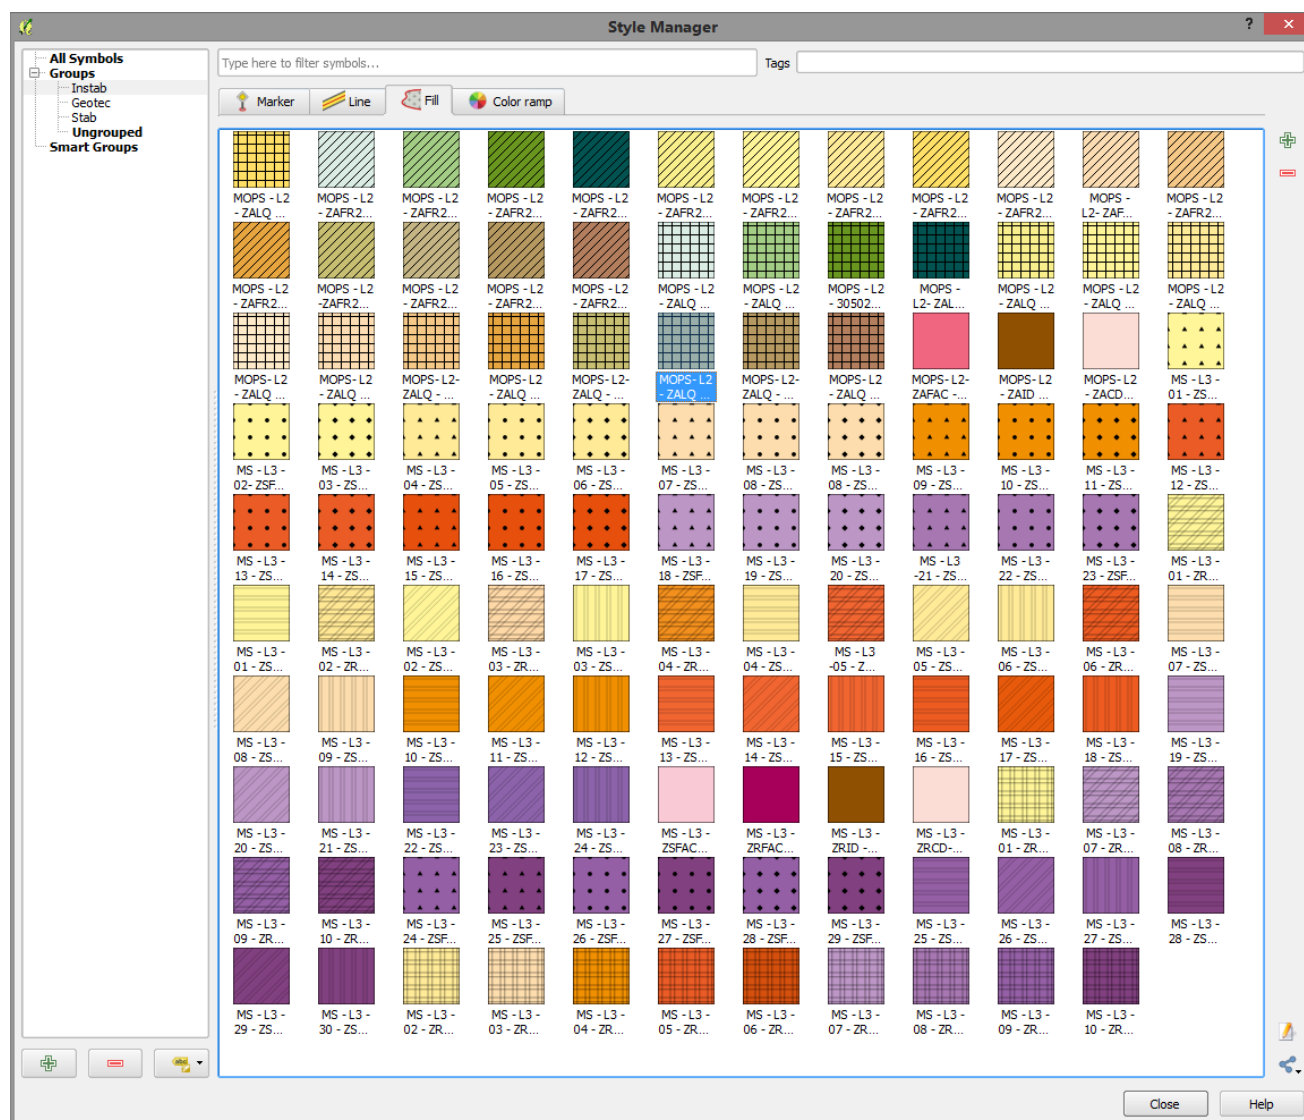 Style Manager
?
All Symbols
Groups
Instab
Geotec
Stab
Ungrouped
Smart Groups
Type here to filter symbols...
Tags
Marker
Line
Fill
Color ramp
MOPS - L2 MOPS - L2 MOPS - L2 MOPS - L2 MOPS - L2 MOPS - L2 MOPS - L2 MOPS - L2 MOPS - L2 MOPS - L2 MOPS - MOPS - L2
- ZALQ ... - ZAFR2... - ZAFR2... - ZAFR2... - ZAFR2... - ZAFR2... - ZAFR2... - ZAFR2... - ZAFR2... - ZAFR2... L2- ZAF... - ZAFR2...
MOPS - L2 MOPS - L2 MOPS - L2 MOPS - L2 MOPS - L2 MOPS - L2 MOPS - L2 MOPS - L2 MOPS - MOPS - L2 MOPS - L2 MOPS - L2
- ZAFR2... -ZAFR2... - ZAFR2... - ZAFR2... - ZAFR2... - ZALQ ... - ZALQ ... - 30502... L2- ZAL... - ZALQ ... - ZALQ ... - ZALQ ...
MOPS- L2 MOPS- L2 MOPS- L2- MOPS- L2 MOPS- L2- MOPS- L2 MOPS- L2- MOPS- L2 MOPS- L2- MOPS- L2 MOPS- L2 MS - L3 -
- ZALQ ... - ZALQ ... ZALQ - ... - ZALQ ... ZALQ - ... - ZALQ ... ZALQ - ... - ZALQ ... ZAFAC -... - ZAID ... - ZACD... 01 - ZS...
MS - L3 - MS - L3 - MS - L3 - MS - L3 - MS - L3 - MS - L3 - MS - L3 - MS - L3 - MS - L3 - MS - L3 - MS - L3 - MS - L3 -
02- ZSF... 03 - ZS... 04 - ZS... 05 - ZS... 06 - ZS... 07 - ZS... 08 - ZS... 08 - ZS... 09 - ZS... 10 - ZS... 11 - ZS... 12 - ZS...
MS - L3 - MS - L3 - MS - L3 - MS - L3 - MS - L3 - MS - L3 - MS - L3 - MS - L3 - MS - L3 MS - L3 - MS - L3 - MS - L3 -
13 - ZS... 14 - ZS... 15 - ZS... 16 - ZS... 17 - ZS... 18 - ZSF... 19 - ZS... 20 - ZS... -21 - ZS... 22 - ZS... 23 - ZSF... 01 - ZR...
MS - L3 - MS - L3 - MS - L3 - MS - L3 - MS - L3 - MS - L3 - MS - L3 - MS - L3 MS - L3 - MS - L3 - MS - L3 - MS - L3 -
01 - ZS... 02 - ZR... 02 - ZS... 03 - ZR... 03 - ZS... 04 - ZR... 04 - ZS... -05 - Z... 05 - ZS... 06 - ZS... 06 - ZR... 07 - ZS...
MS - L3 - MS - L3 - MS - L3 - MS - L3 - MS - L3 - MS - L3 - MS - L3 - MS - L3 - MS - L3 - MS - L3 - MS - L3 - MS - L3 -
08 - ZS... 09 - ZS... 10 - ZS... 11 - ZS... 12 - ZS... 13 - ZS... 14 - ZS... 15 - ZS... 16 - ZS... 17 - ZS... 18 - ZS... 19 - ZS...
MS - L3 - MS - L3 - MS - L3 - MS - L3 - MS - L3 - MS - L3 - MS - L3 - MS - L3 - MS - L3 - MS - L3 - MS - L3 - MS - L3 -
20 - ZS... 21 - ZS... 22 - ZS... 23 - ZS... 24 - ZS... ZSFAC... ZRFAC... ZRID -... ZRCD-... 01 - ZR... 07 - ZR... 08 - ZR...
MS - L3 - MS - L3 - MS - L3 - MS - L3 - MS - L3 - MS - L3 - MS - L3 - MS - L3 - MS - L3 - MS - L3 - MS - L3 - MS - L3 -
09 - ZR... 10 - ZR... 24 - ZSF... 25 - ZSF... 26 - ZSF... 27 - ZSF... 28 - ZSF... 29 - ZSF... 25 - ZS... 26 - ZS... 27 - ZS... 28 - ZS...
MS - L3 - MS - L3 - MS - L3 - MS - L3 - MS - L3 - MS - L3 - MS - L3 - MS - L3 - MS - L3 - MS - L3 - MS - L3 -
29 - ZS... 30 - ZS... 02 - ZR... 03 - ZR... 04 - ZR... 05 - ZR... 06 - ZR... 07 - ZR... 08 - ZR... 09 - ZR... 10 - ZR...
abc
Close
Help